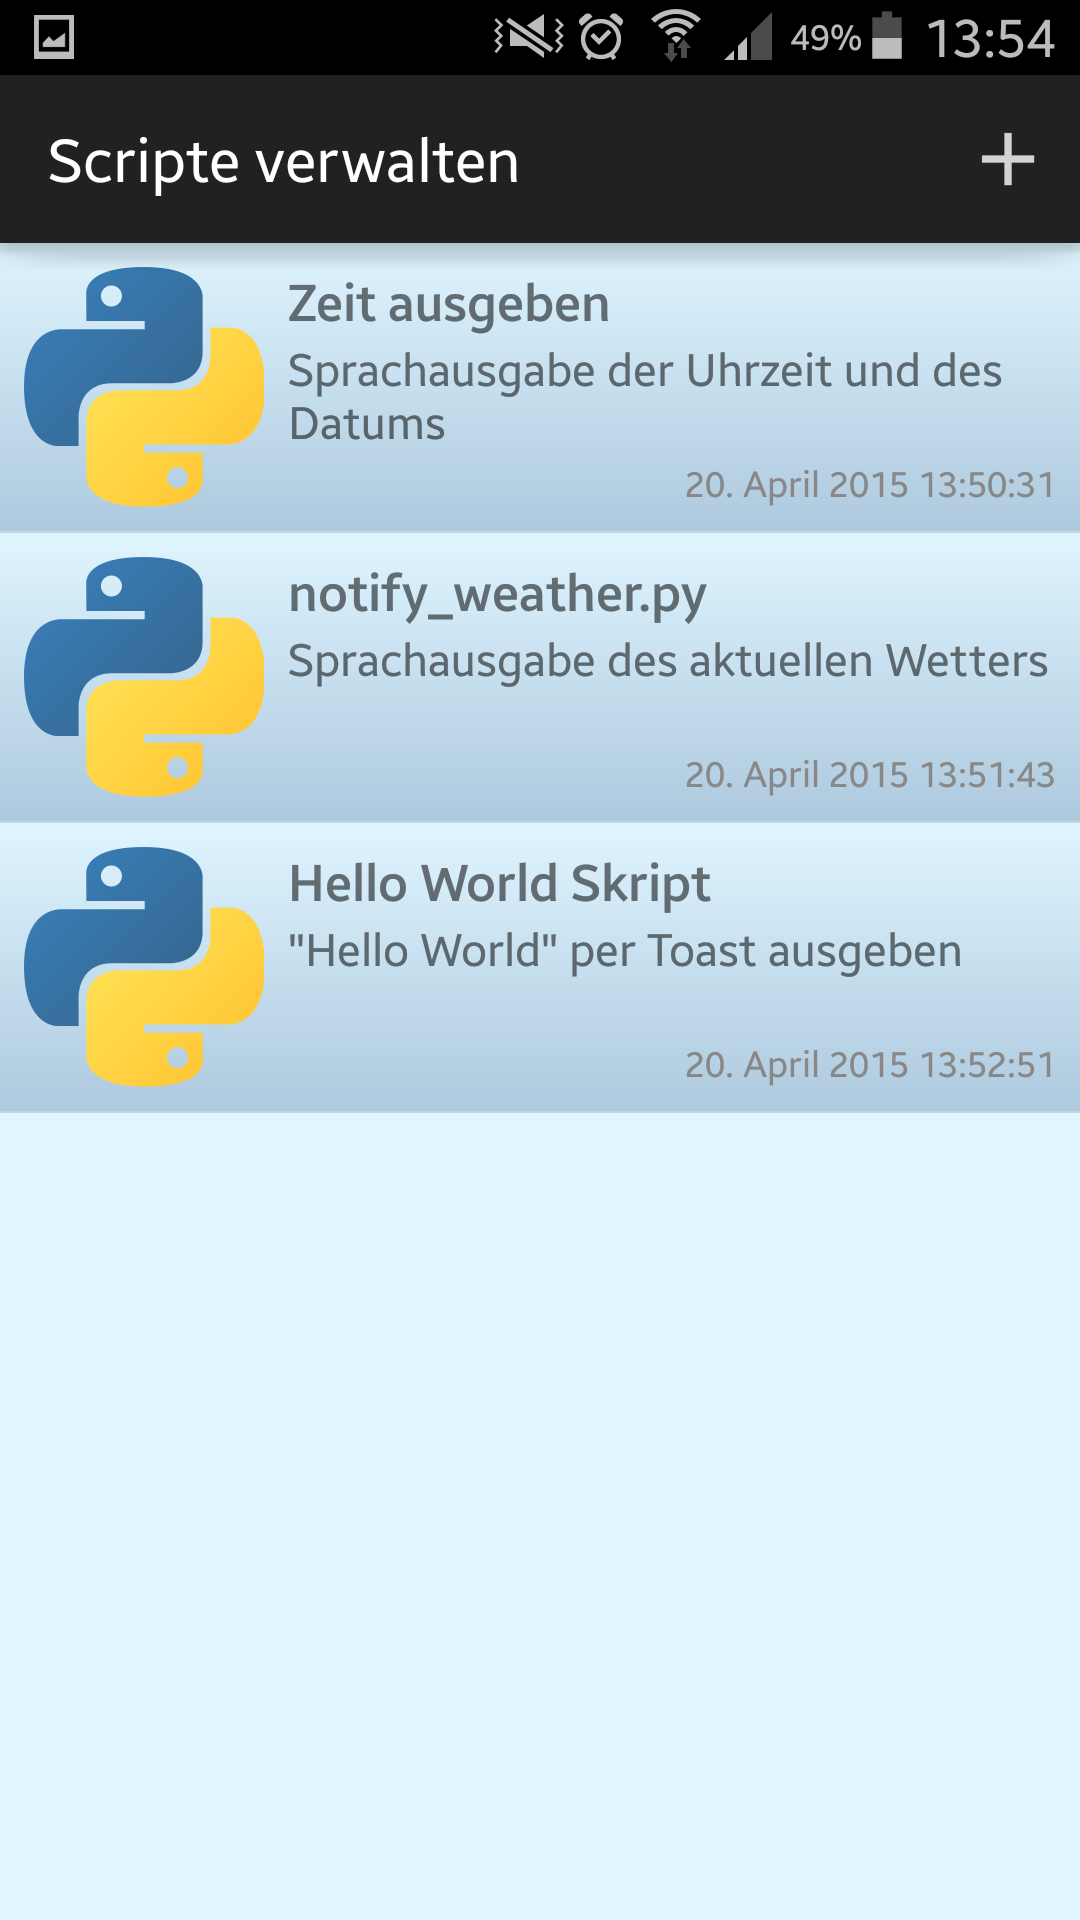 49% 13:54
Scripte verwalten
Zeit ausgeben
Sprachausgabe der Uhrzeit und des
Datums
20. April 2015 13:50:31
notify_weather.py
Sprachausgabe des aktuellen Wetters
20. April 2015 13:51:43
Hello World Skript
"Hello World" per Toast ausgeben
20. April 2015 13:52:51